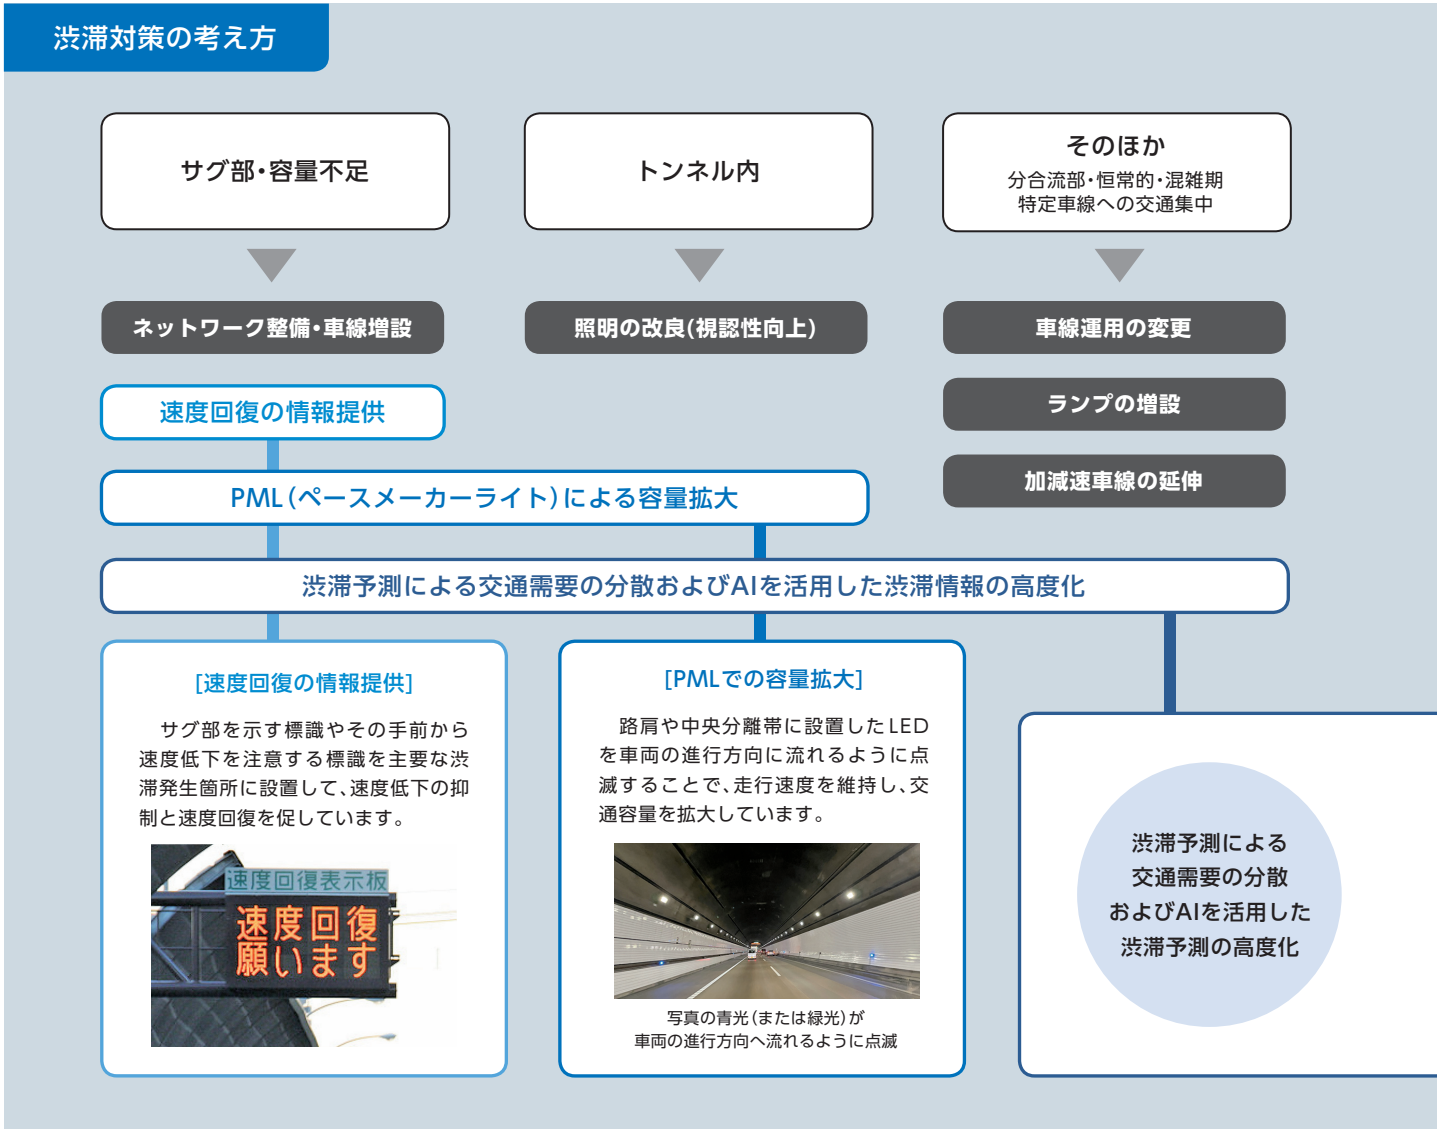 渋滞対策の考え方
サグ部・容量不足
トンネル内
そのほか
分合流部・恒常的・混雑期
特定車線への交通集中
ネットワーク整備・車線増設
照明の改良(視認性向上)
車線運用の変更
速度回復の情報提供
ランプの増設
PML（ペースメーカーライト）による容量拡大
加減速車線の延伸
渋滞予測による交通需要の分散およびAIを活用した渋滞情報の高度化
[速度回復の情報提供]
サグ部を示す標識やその手前から
速度低下を注意する標識を主要な渋
滞発生箇所に設置して、速度低下の抑
制と速度回復を促しています。
速度回復表示板
速度回復
願います
[PMLでの容量拡大]
路肩や中央分離帯に設置したLED
を車両の進行方向に流れるように点
滅することで、走行速度を維持し、交
通容量を拡大しています。
写真の青光（または緑光）が
車両の進行方向へ流れるように点滅
渋滞予測による
交通需要の分散
およびAIを活用した
渋滞予測の高度化